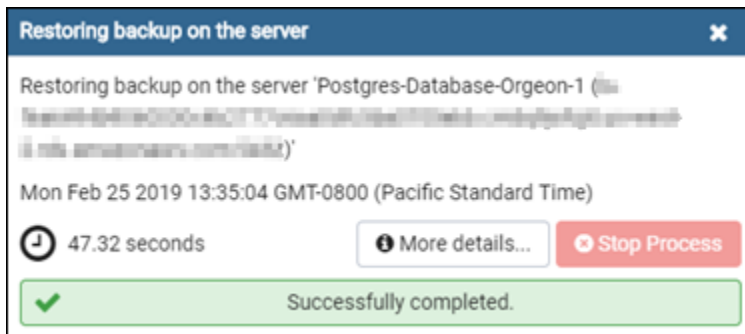 Restoring backup on the server
Restoring backup on the server 'Postgres-Database-Orgeon-1 (
)'
Mon Feb 25 2019 13:35:04 GMT-0800 (Pacific Standard Time)
47.32 seconds
More details...
Stop Process
Successfully completed.